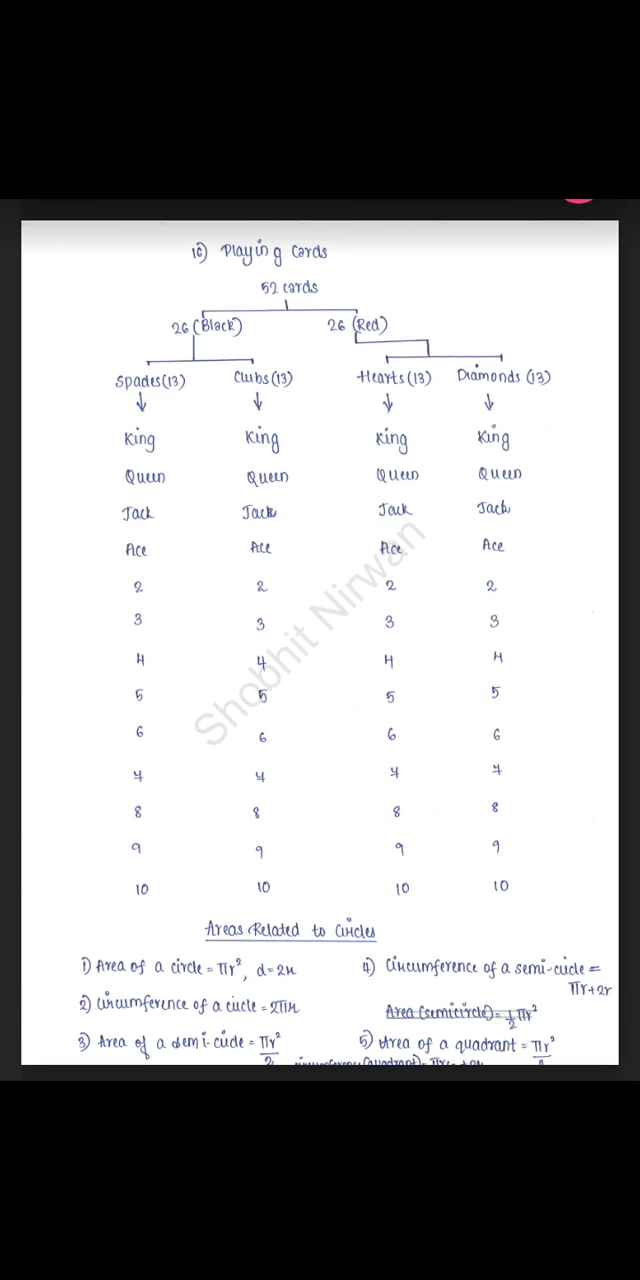 16) Playing Cards
52 cards
26 (Black) 26 (Red)
Spades (13) Clubs (13) Hearts (13) Diamonds (13)
↓ ↓ ↓ ↓
King King King King
Queen Queen Queen Queen
Jack Jack Jack Jack
Ace Ace Ace Ace
2 2 2 2
3 3 3 3
4 4 4 4
5 5 5 5
6 6 6 6
7 7 7 7
8 8 8 8
9 9 9 9
10 10 10 10
Shobhit Nirwan
Areas Related to Circles
1) Area of a circle = πr², d=2r
2) Circumference of a circle = 2πr
3) Area of a semi-circle = πr²/2
4) Circumference of a semi-circle =
πr+2r
Area (semicircle) = 1/2 πr²
5) Area of a quadrant = πr²/4